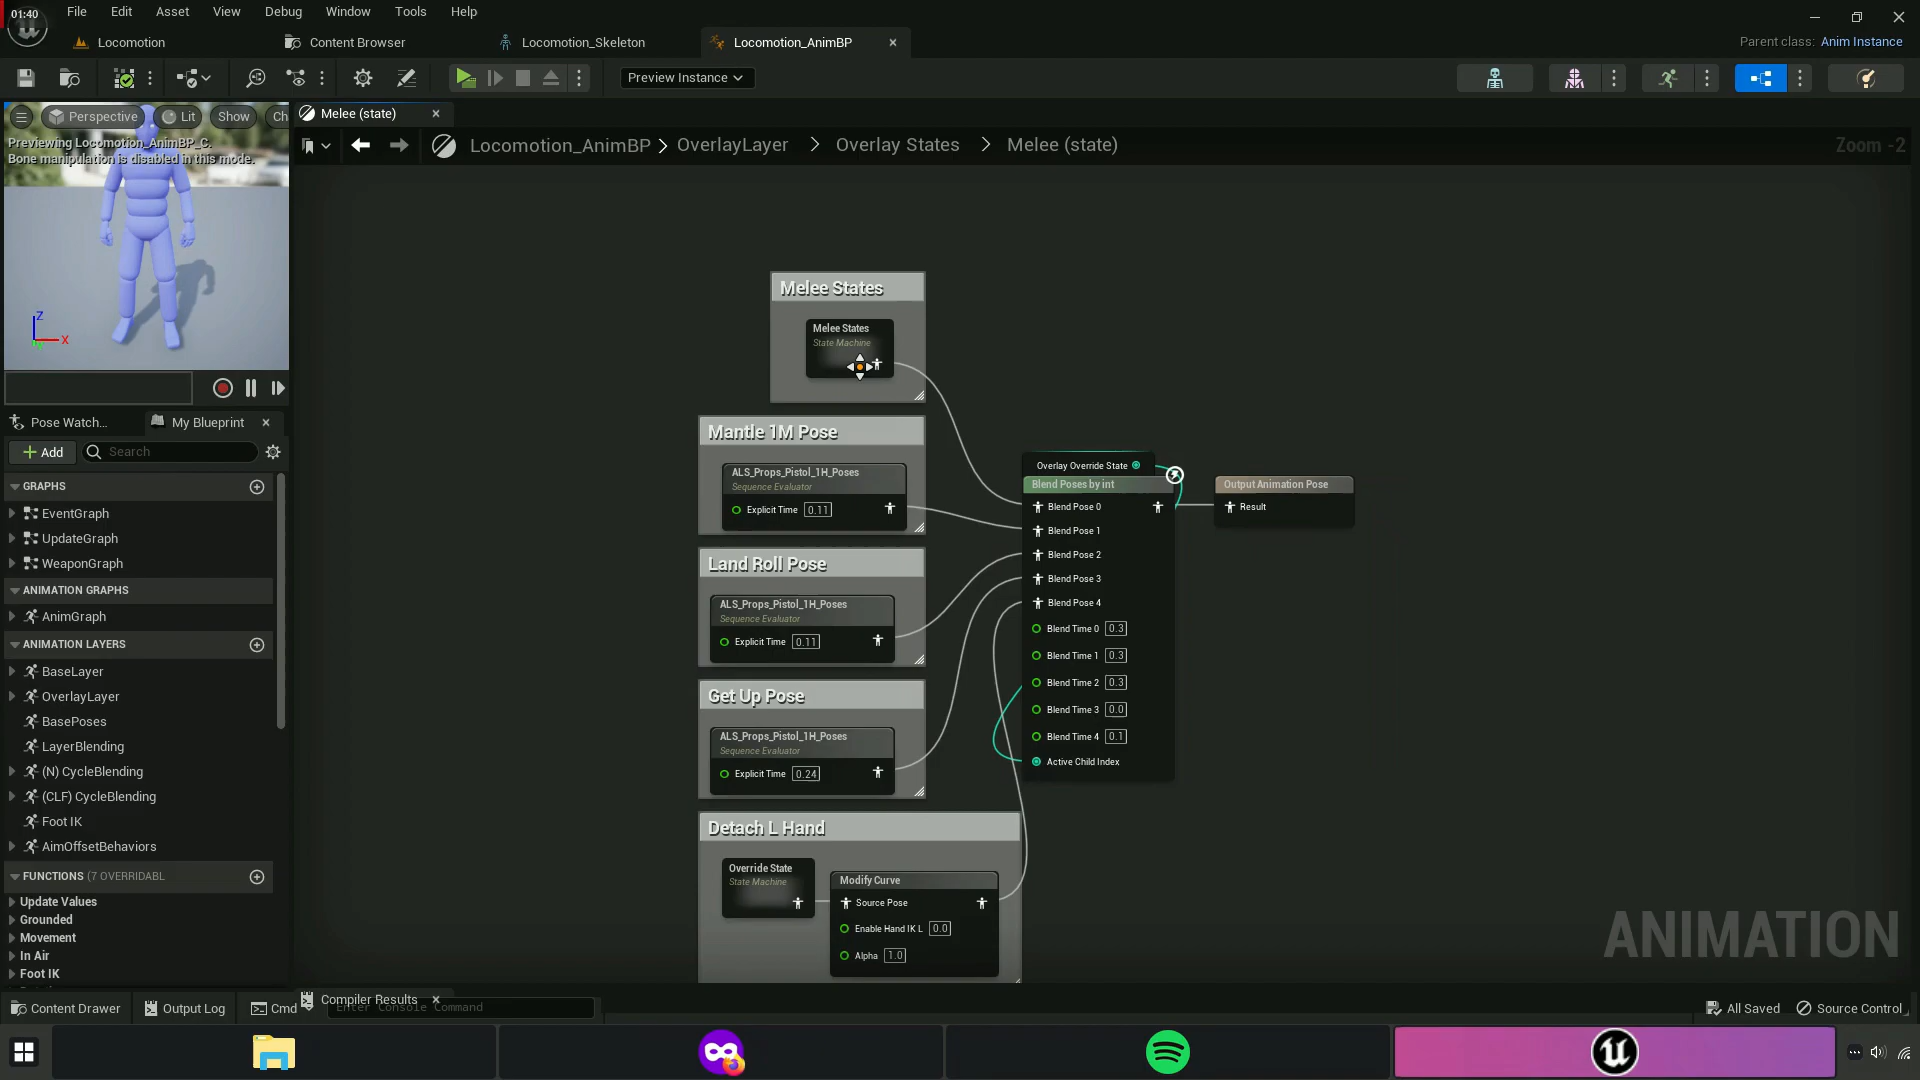 01:40
File Edit Asset View Debug Window Tools Help
Locomotion
Content Browser
Locomotion_Skeleton
Locomotion_AnimBP
Parent class: Anim Instance
Preview Instance
Perspective
Lit
Show
Ch
Previewing Locomotion_AnimBP_C.
Bone manipulation is disabled in this mode.
Z
X
Melee (state)
Locomotion_AnimBP > OverlayLayer > Overlay States > Melee (state)
Zoom -2
Pose Watch...
My Blueprint
Add
Search
GRAPHS
EventGraph
UpdateGraph
WeaponGraph
ANIMATION GRAPHS
AnimGraph
ANIMATION LAYERS
BaseLayer
OverlayLayer
BasePoses
LayerBlending
(N) CycleBlending
(CLF) CycleBlending
Foot IK
AimOffsetBehaviors
FUNCTIONS (7 OVERRIDABL
Update Values
Grounded
Movement
In Air
Foot IK
Melee States
Melee States
State Machine
Mantle 1M Pose
ALS_Props_Pistol_1H_Poses
Sequence Evaluator
Explicit Time 0.11
Land Roll Pose
ALS_Props_Pistol_1H_Poses
Sequence Evaluator
Explicit Time 0.11
Get Up Pose
ALS_Props_Pistol_1H_Poses
Sequence Evaluator
Explicit Time 0.24
Detach L Hand
Override State
State Machine
Modify Curve
Source Pose
Enable Hand IK L 0.0
Alpha 1.0
Overlay Override State
Blend Poses by int
Blend Pose 0
Blend Pose 1
Blend Pose 2
Blend Pose 3
Blend Pose 4
Blend Time 0 0.3
Blend Time 1 0.3
Blend Time 2 0.3
Blend Time 3 0.0
Blend Time 4 0.1
Active Child Index
Output Animation Pose
Result
ANIMATION
Content Drawer
Output Log
Cmd
Compiler Results
Enter Console Command
All Saved
Source Control